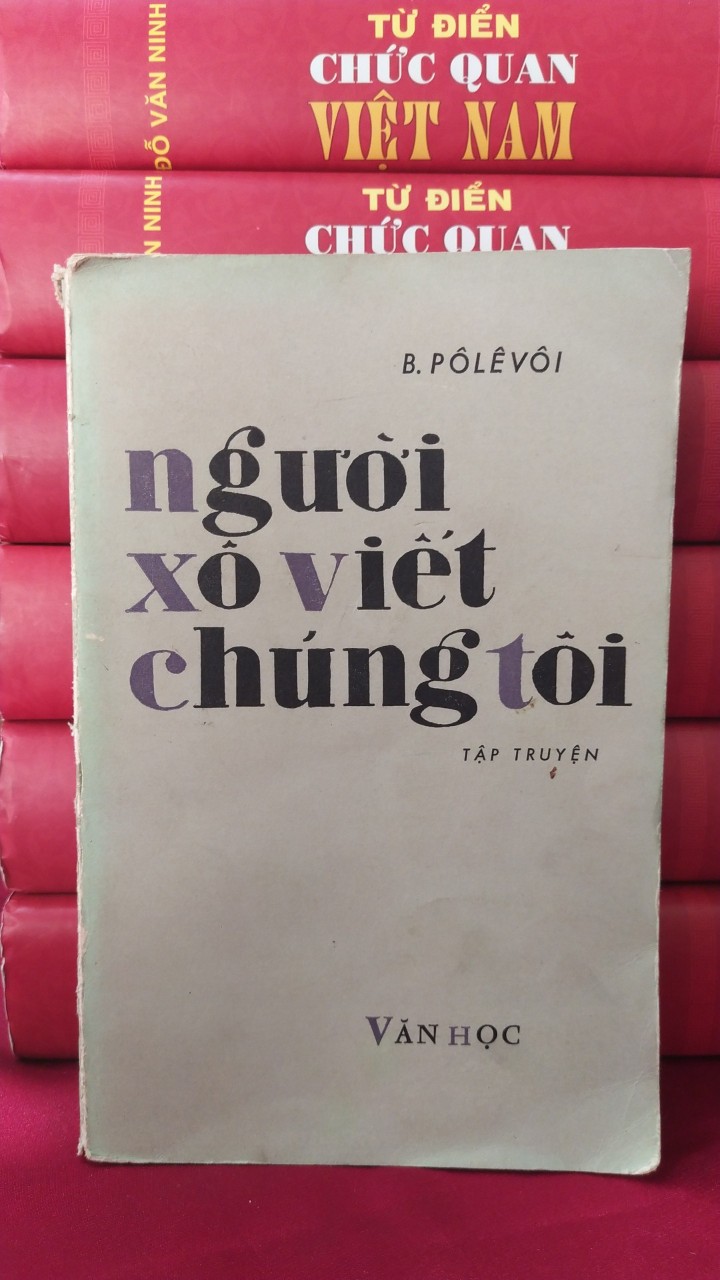 TỪ ĐIỂN
CHỨC QUAN
VIỆT NAM
ĐỖ VĂN NINH
TỪ ĐIỂN
CHỨC QUAN
NINH
B. PÔLÊVÔI
người
xô viết
chúng tôi
TẬP TRUYỆN
VĂN HỌC